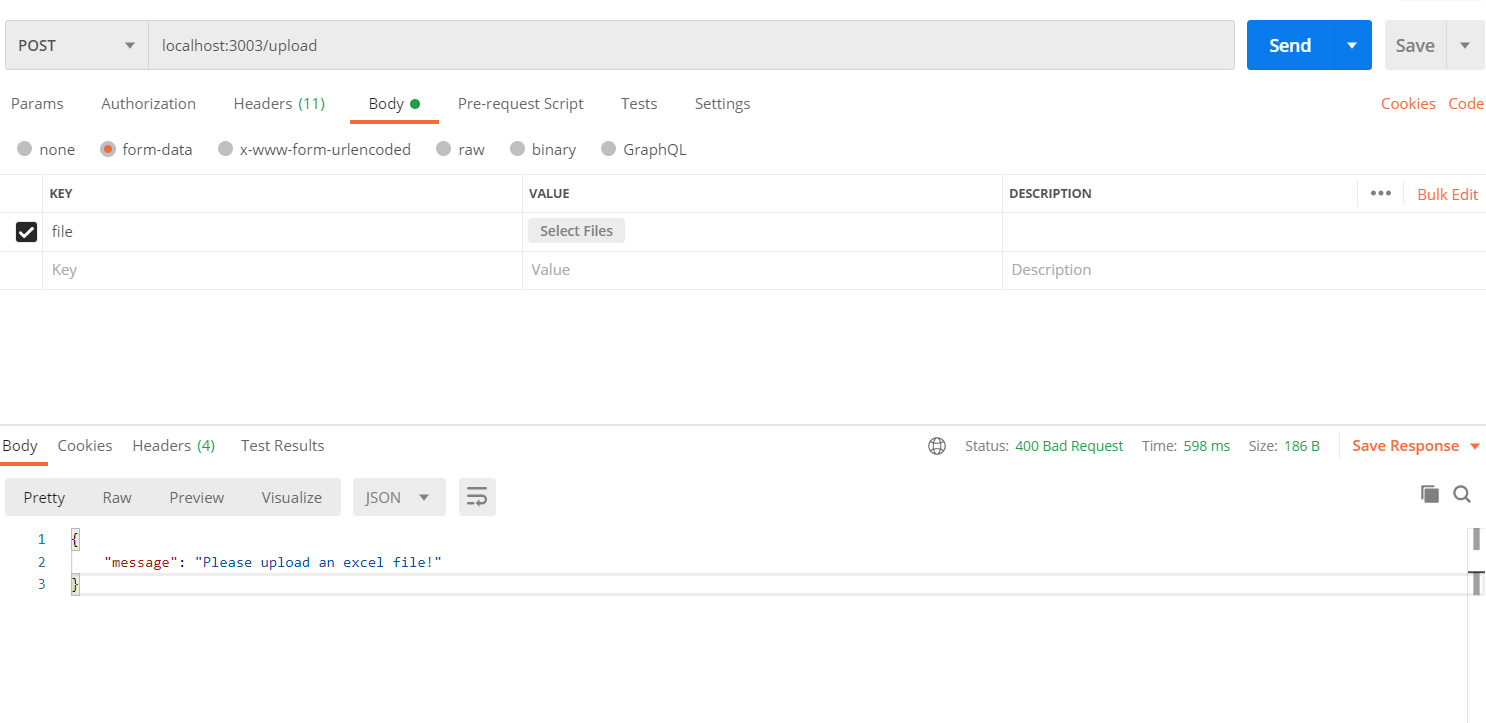 POST localhost:3003/upload Send Save
Params Authorization Headers (11) Body Pre-request Script Tests Settings Cookies Code
none form-data x-www-form-urlencoded raw binary GraphQL
KEY VALUE DESCRIPTION ••• Bulk Edit
file Select Files
Key Value Description
Body Cookies Headers (4) Test Results Status: 400 Bad Request Time: 598 ms Size: 186 B Save Response
Pretty Raw Preview Visualize JSON
1 {
2 "message": "Please upload an excel file!"
3 }